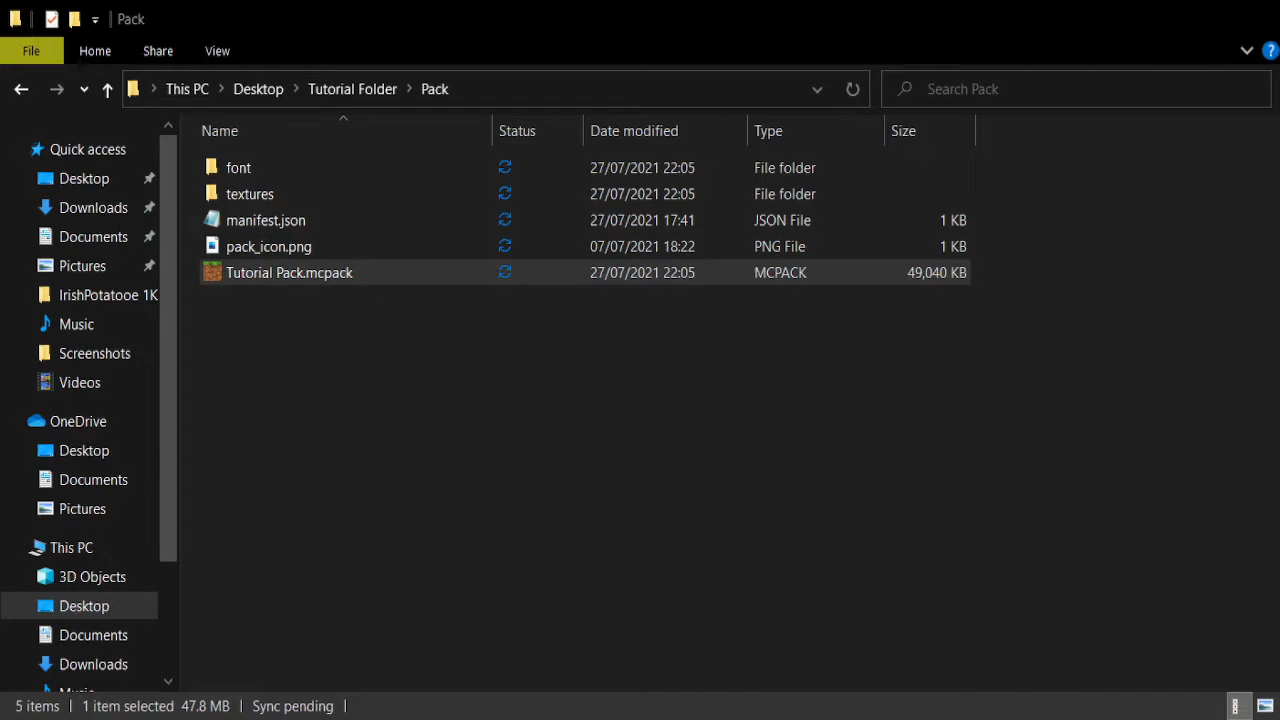 Pack
File Home Share View
This PC Desktop Tutorial Folder Pack Search Pack
Name Status Date modified Type Size
font 27/07/2021 22:05 File folder
textures 27/07/2021 22:05 File folder
manifest.json 27/07/2021 17:41 JSON File 1 KB
pack_icon.png 07/07/2021 18:22 PNG File 1 KB
Tutorial Pack.mcpack 27/07/2021 22:05 MCPACK 49,040 KB
Quick access
Desktop
Downloads
Documents
Pictures
IrishPotatooe 1K
Music
Screenshots
Videos
OneDrive
Desktop
Documents
Pictures
This PC
3D Objects
Desktop
Documents
Downloads
Music
5 items 1 item selected 47.8 MB Sync pending